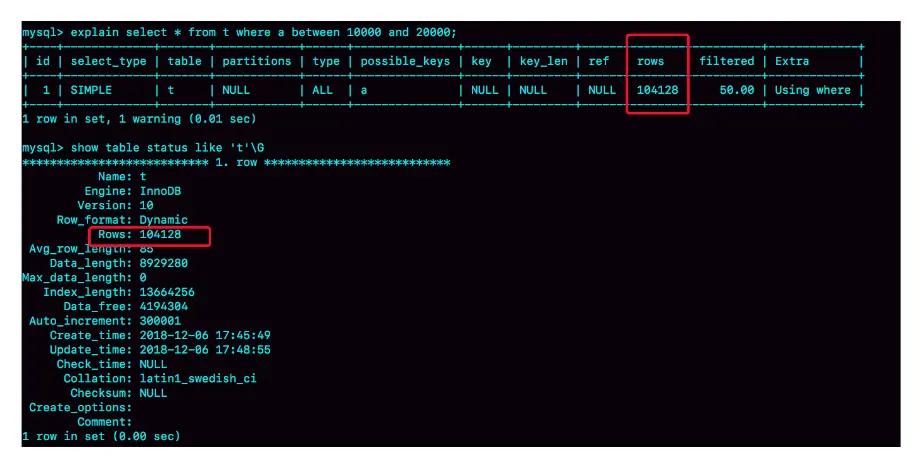 mysql> explain select * from t where a between 10000 and 20000;
+----+-------------+-------+------------+------+---------------+------+---------+------+--------+----------+-------------+
| id | select_type | table | partitions | type | possible_keys | key | key_len | ref | rows | filtered | Extra |
+----+-------------+-------+------------+------+---------------+------+---------+------+--------+----------+-------------+
| 1 | SIMPLE | t | NULL | ALL | a | NULL | NULL | NULL | 104128 | 50.00 | Using where |
+----+-------------+-------+------------+------+---------------+------+---------+------+--------+----------+-------------+
1 row in set, 1 warning (0.01 sec)
mysql> show table status like 't'\G
*************************** 1. row ***************************
Name: t
Engine: InnoDB
Version: 10
Row_format: Dynamic
Rows: 104128
Avg_row_length: 85
Data_length: 8929280
Max_data_length: 0
Index_length: 13664256
Data_free: 4194304
Auto_increment: 300001
Create_time: 2018-12-06 17:45:49
Update_time: 2018-12-06 17:48:55
Check_time: NULL
Collation: latin1_swedish_ci
Checksum: NULL
Create_options:
Comment:
1 row in set (0.00 sec)